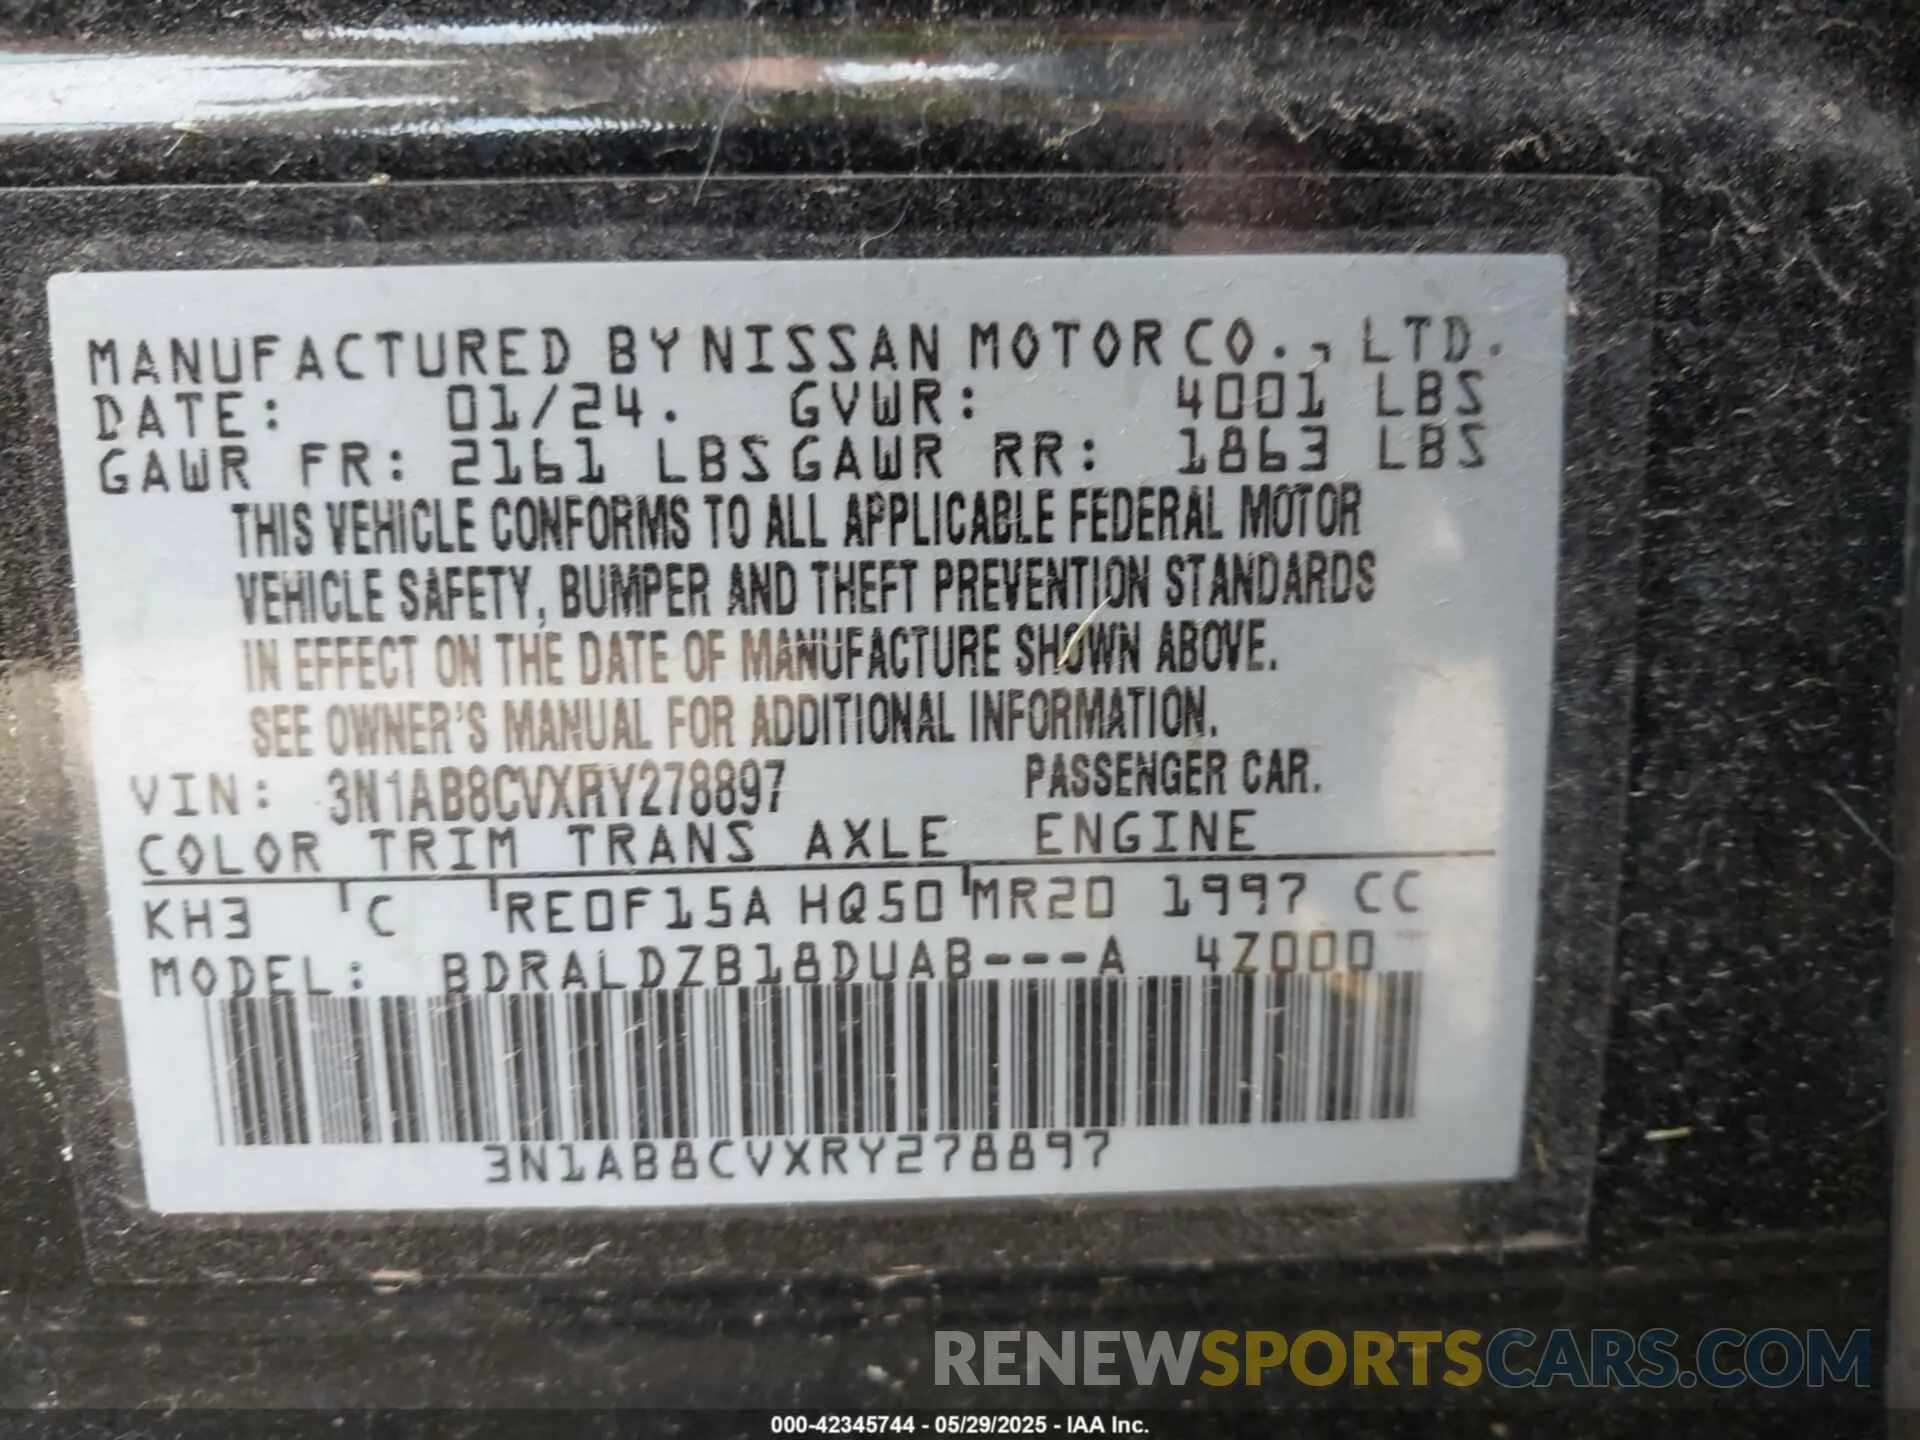 MANUFACTURED BY NISSAN MOTOR CO., LTD.
DATE: 01/24. GVWR: 4001 LBS
GAWR FR: 2161 LBS GAWR RR: 1863 LBS
THIS VEHICLE CONFORMS TO ALL APPLICABLE FEDERAL MOTOR
VEHICLE SAFETY, BUMPER AND THEFT PREVENTION STANDARDS
IN EFFECT ON THE DATE OF MANUFACTURE SHOWN ABOVE.
SEE OWNER'S MANUAL FOR ADDITIONAL INFORMATION.
VIN: 3N1AB8CVXRY278897 PASSENGER CAR.
COLOR TRIM TRANS AXLE ENGINE
KH3 C RE0F15A HQ50 MR20 1997 CC
MODEL: BDRALDZB18DUAB---A 4Z000
3N1AB8CVXRY278897
RENEWSPORTSCARS.COM
000-42345744 - 05/29/2025 - IAA Inc.